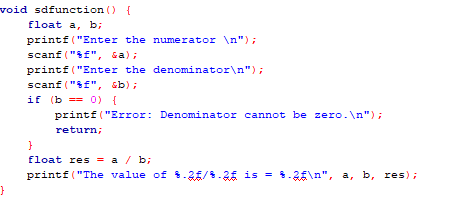 void sdfunction() {
float a, b;
printf("Enter the numerator \n");
scanf("%f", &a);
printf("Enter the denominator\n");
scanf("%f", &b);
if (b == 0) {
printf("Error: Denominator cannot be zero.\n");
return;
}
float res = a / b;
printf("The value of %.2f/%.2f is = %.2f\n", a, b, res);
}